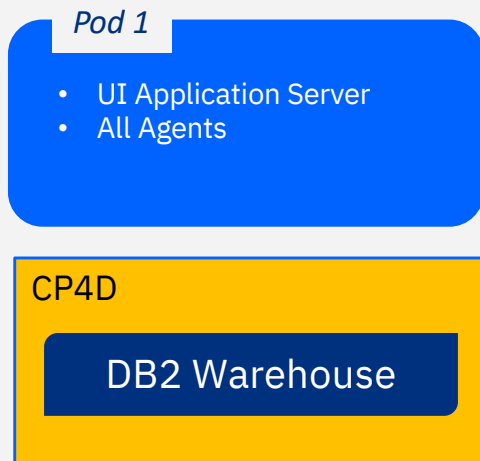 Pod 1
• UI Application Server
• All Agents
CP4D
DB2 Warehouse